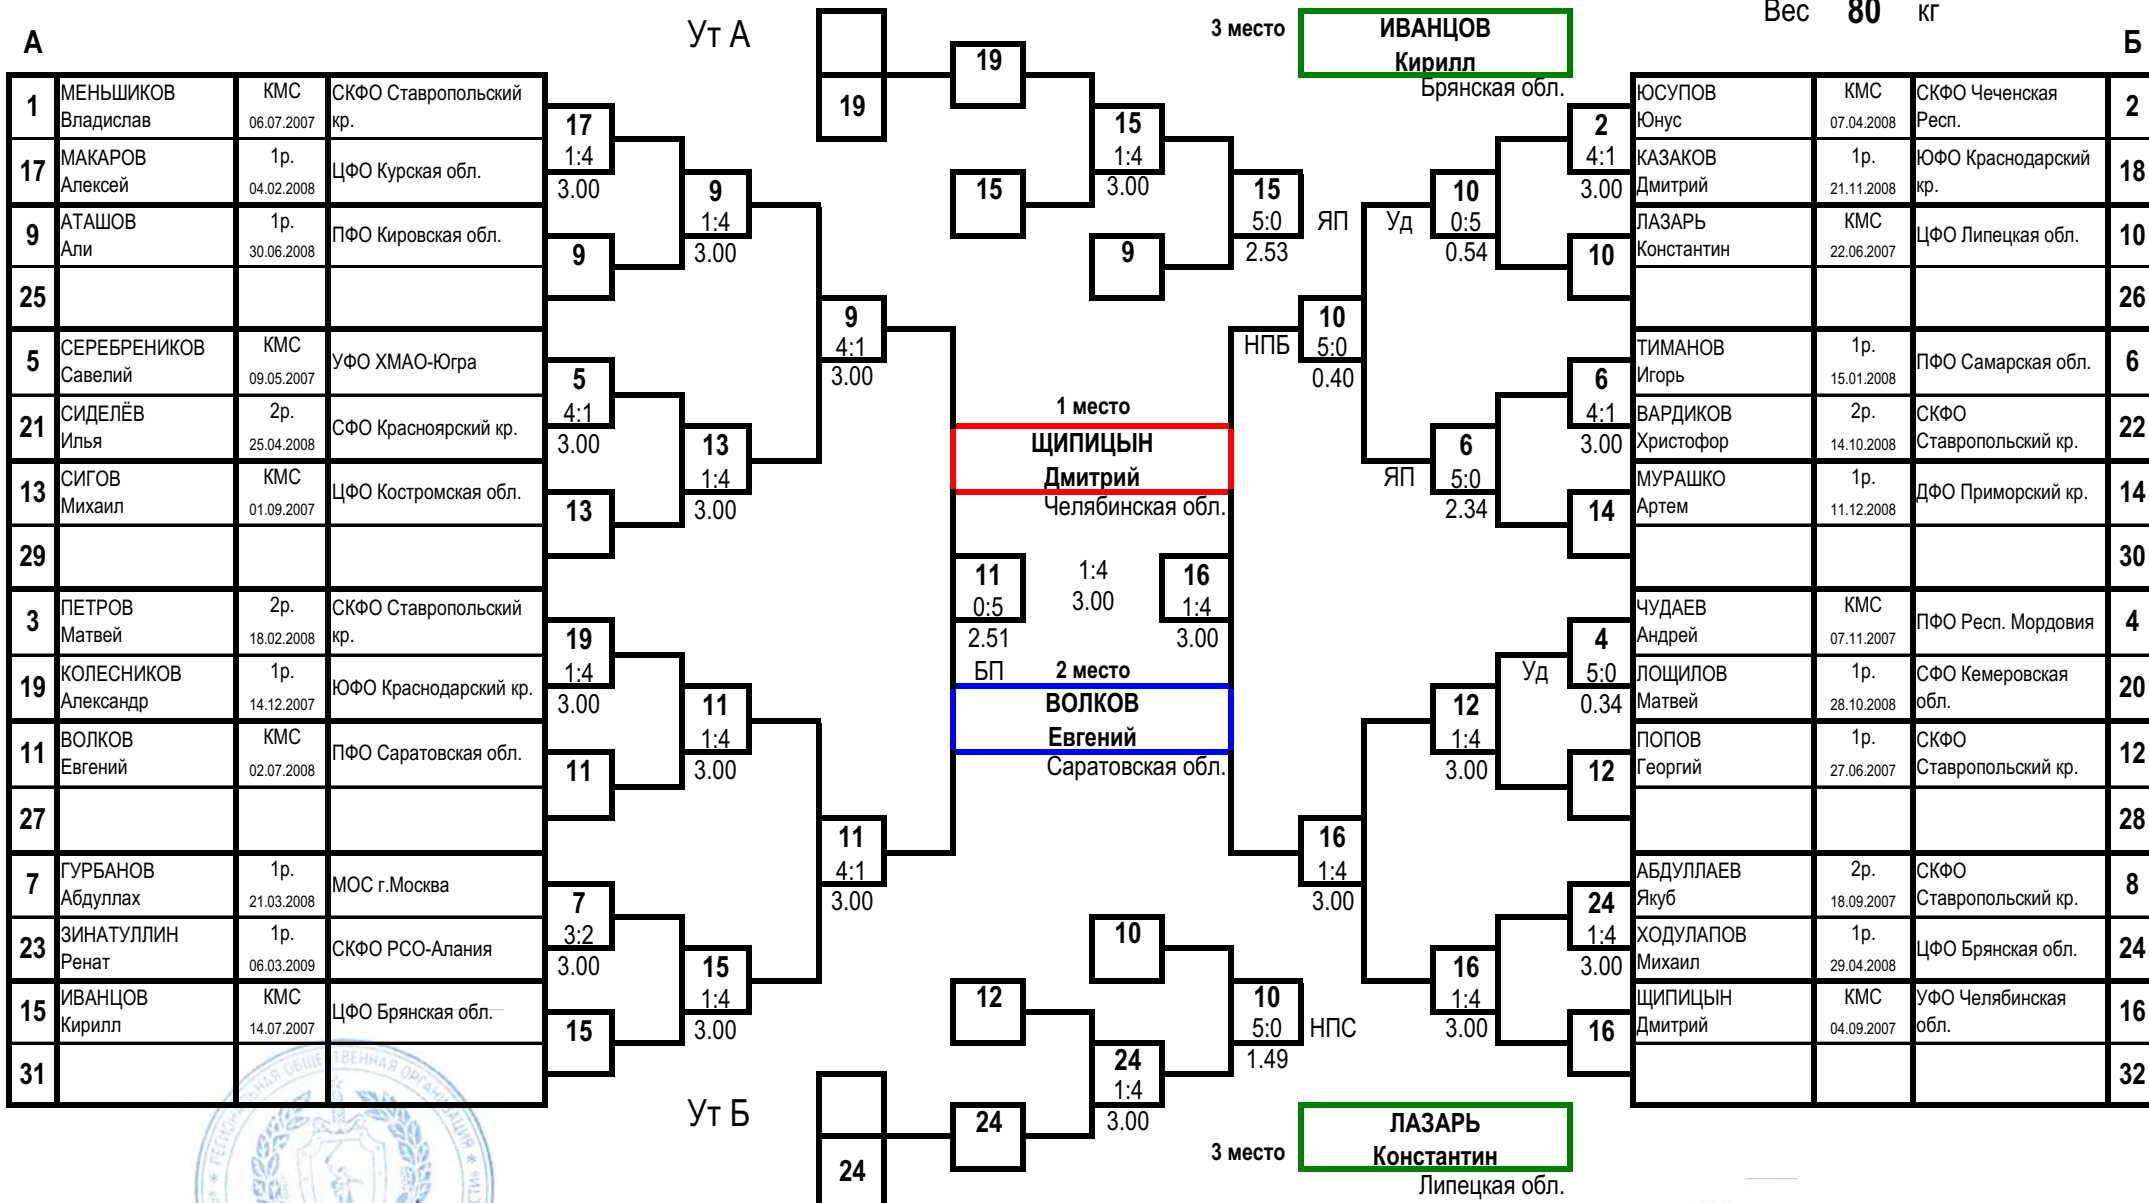 Вес 80 кг
А
Ут А
3 место
ИВАНЦОВ
Кирилл
Брянская обл.
Б
1
МЕНЬШИКОВ
Владислав
КМС
06.07.2007
СКФО Ставропольский
кр.
17
МАКАРОВ
Алексей
1р.
04.02.2008
ЦФО Курская обл.
9
АТАШОВ
Али
1р.
30.06.2008
ПФО Кировская обл.
25
5
СЕРЕБРЕНИКОВ
Савелий
КМС
09.05.2007
УФО ХМАО-Югра
21
СИДЕЛЁВ
Илья
2р.
25.04.2008
СФО Красноярский кр.
13
СИГОВ
Михаил
КМС
01.09.2007
ЦФО Костромская обл.
29
3
ПЕТРОВ
Матвей
2р.
18.02.2008
СКФО Ставропольский
кр.
19
КОЛЕСНИКОВ
Александр
1р.
14.12.2007
ЮФО Краснодарский кр.
11
ВОЛКОВ
Евгений
КМС
02.07.2008
ПФО Саратовская обл.
27
7
ГУРБАНОВ
Абдуллах
1р.
21.03.2008
МОС г.Москва
23
ЗИНАТУЛЛИН
Ренат
1р.
06.03.2009
СКФО РСО-Алания
15
ИВАНЦОВ
Кирилл
КМС
14.07.2007
ЦФО Брянская обл.
31
17
1:4
3.00
9
5
4:1
3.00
13
19
1:4
3.00
11
7
3:2
3.00
15
9
1:4
3.00
13
1:4
3.00
11
1:4
3.00
15
1:4
3.00
9
4:1
3.00
11
4:1
3.00
19
19
15
15
1:4
3.00
9
15
5:0
2.53
ЯП
1 место
ЩИПИЦЫН
Дмитрий
Челябинская обл.
11
0:5
2.51
БП
1:4
3.00
16
1:4
3.00
2 место
ВОЛКОВ
Евгений
Саратовская обл.
10
5:0
0.40
НПБ
16
1:4
3.00
Уд
10
0:5
0.54
ЯП
6
5:0
2.34
12
1:4
3.00
16
1:4
3.00
2
4:1
3.00
10
6
4:1
3.00
14
Уд
4
5:0
0.34
12
24
1:4
3.00
16
ЮСУПОВ
Юнус
КМС
07.04.2008
СКФО Чеченская
Респ.
2
КАЗАКОВ
Дмитрий
1р.
21.11.2008
ЮФО Краснодарский
кр.
18
ЛАЗАРЬ
Константин
КМС
22.06.2007
ЦФО Липецкая обл.
10
26
ТИМАНОВ
Игорь
1р.
15.01.2008
ПФО Самарская обл.
6
ВАРДИКОВ
Христофор
2р.
14.10.2008
СКФО
Ставропольский кр.
22
МУРАШКО
Артем
1р.
11.12.2008
ДФО Приморский кр.
14
30
ЧУДАЕВ
Андрей
КМС
07.11.2007
ПФО Респ. Мордовия
4
ЛОЩИЛОВ
Матвей
1р.
28.10.2008
СФО Кемеровская
обл.
20
ПОПОВ
Георгий
1р.
27.06.2007
СКФО
Ставропольский кр.
12
28
АБДУЛЛАЕВ
Якуб
2р.
18.09.2007
СКФО
Ставропольский кр.
8
ХОДУЛАПОВ
Михаил
1р.
29.04.2008
ЦФО Брянская обл.
24
ЩИПИЦЫН
Дмитрий
КМС
04.09.2007
УФО Челябинская
обл.
16
32
Ут Б
24
12
24
10
24
1:4
3.00
10
5:0
1.49
НПС
3 место
ЛАЗАРЬ
Константин
Липецкая обл.
ОБЩЕСТВЕННАЯ ОРГАНИЗАЦИЯ